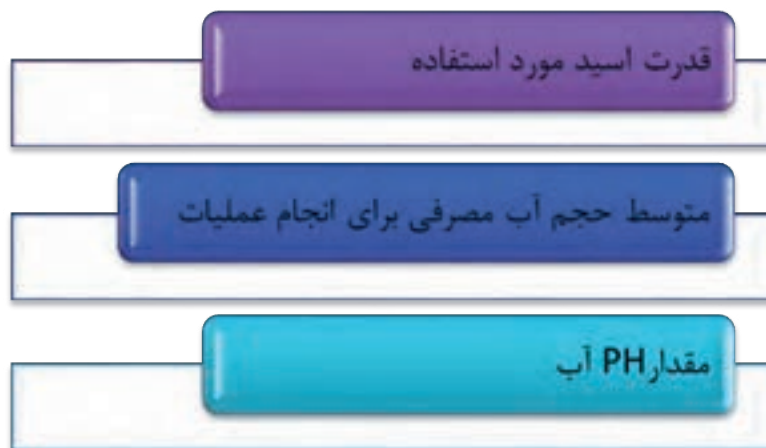 قدرت اسید مورد استفاده
متوسط حجم آب مصرفی برای انجام عملیات
مقدارPH آب